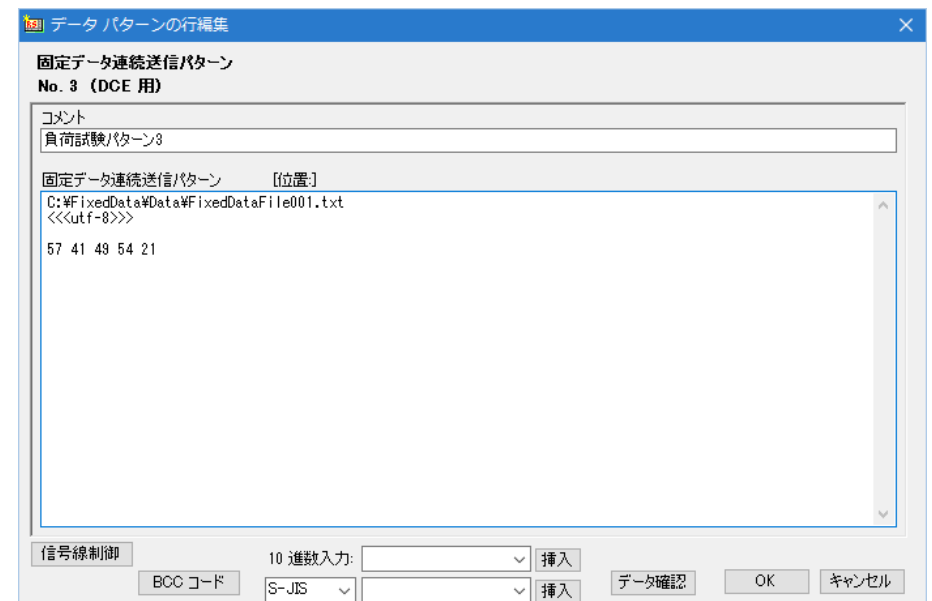 データ パターンの行編集
固定データ連続送信パターン
No. 3 (DCE 用)
コメント
負荷試験パターン3
固定データ連続送信パターン [位置:]
C:¥FixedData¥Data¥FixedDataFile001.txt
<<<utf-8>>>
57 41 49 54 21
信号線制御
10 進数入力:
挿入
BCC コード
S-JIS
挿入
データ確認
OK
キャンセル